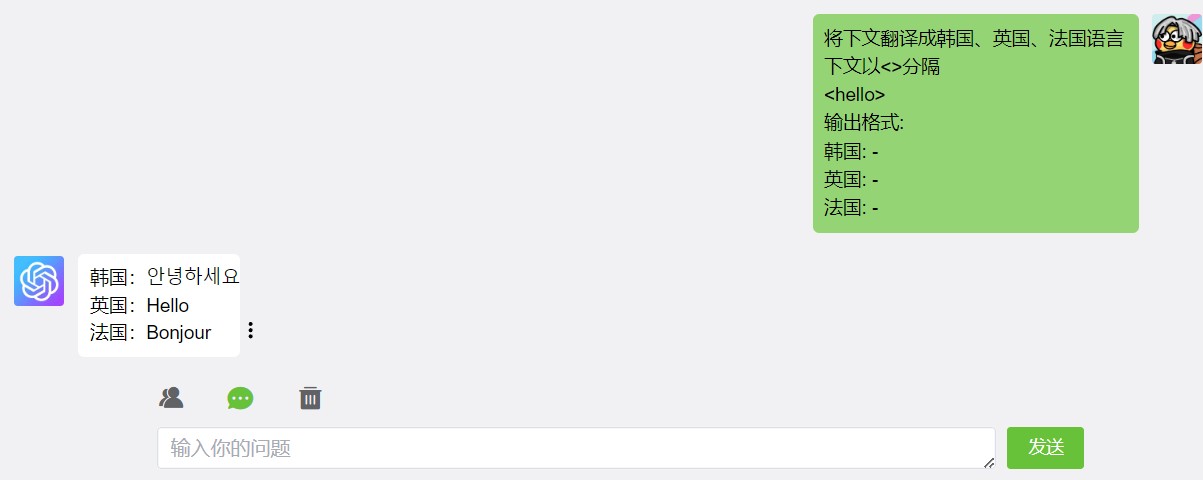 将下文翻译成韩国、英国、法国语言
下文以<>分隔
<hello>
输出格式:
韩国: -
英国: -
法国: -
韩国：안녕하세요
英国：Hello
法国：Bonjour
输入你的问题
发送